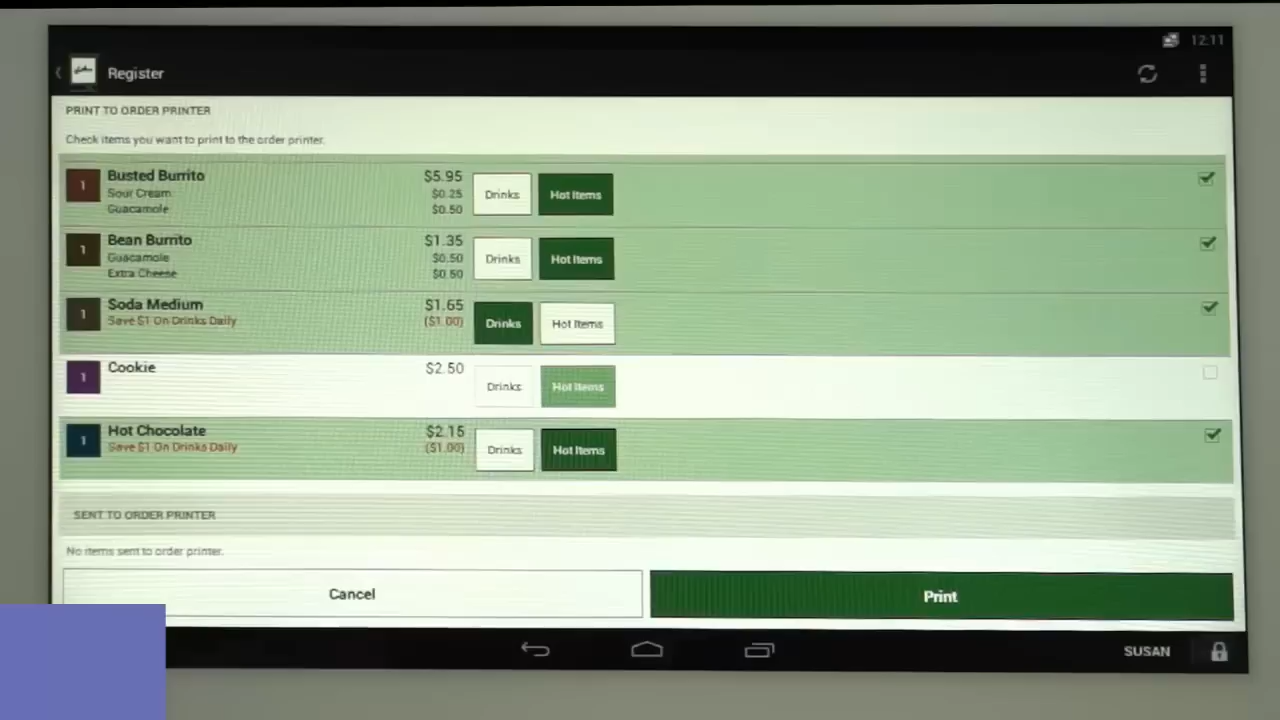 12:11
Register
PRINT TO ORDER PRINTER
Check items you want to print to the order printer.
1 Busted Burrito $5.95 Drinks Hot Items
Sour Cream $0.25
Guacamole $0.50
1 Bean Burrito $1.35 Drinks Hot Items
Guacamole $0.50
Extra Cheese $0.50
1 Soda Medium $1.65 Drinks Hot Items
Save $1 On Drinks Daily ($1.00)
1 Cookie $2.50 Drinks Hot Items
1 Hot Chocolate $2.15 Drinks Hot Items
Save $1 On Drinks Daily ($1.00)
SENT TO ORDER PRINTER
No items sent to order printer.
Cancel Print
SUSAN